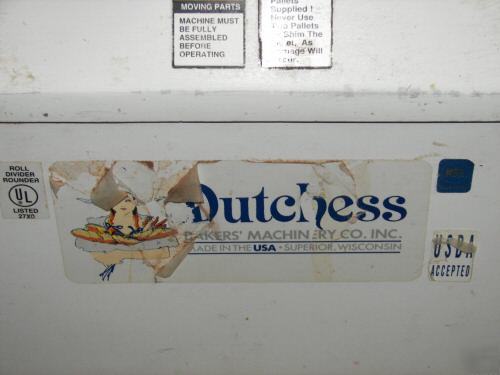 MOVING PARTS
MACHINE MUST
BE FULLY
ASSEMBLED
BEFORE
OPERATING
Pallets
Supplied
Never Use
Pallets
Shim The
As
Will
ROLL
DIVIDER
ROUNDER
UL
LISTED
27X0
Dutchess
BAKERS' MACHINERY CO. INC.
MADE IN THE USA • SUPERIOR, WISCONSIN
USDA
ACCEPTED